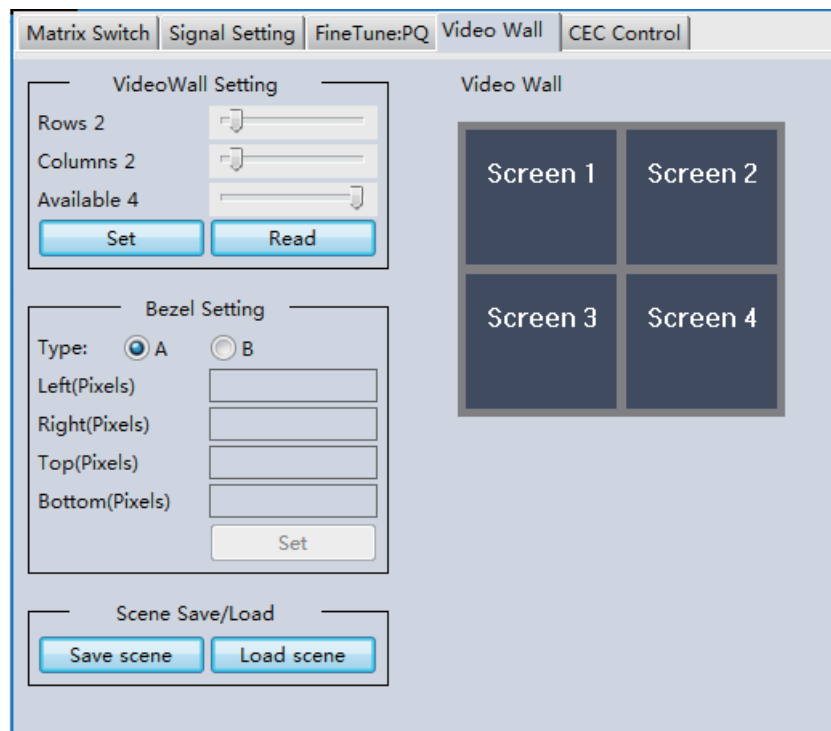 Matrix Switch Signal Setting FineTune:PQ Video Wall CEC Control
VideoWall Setting
Rows 2
Columns 2
Available 4
Set Read
Bezel Setting
Type: A B
Left(Pixels)
Right(Pixels)
Top(Pixels)
Bottom(Pixels)
Set
Scene Save/Load
Save scene Load scene
Video Wall
Screen 1 Screen 2
Screen 3 Screen 4